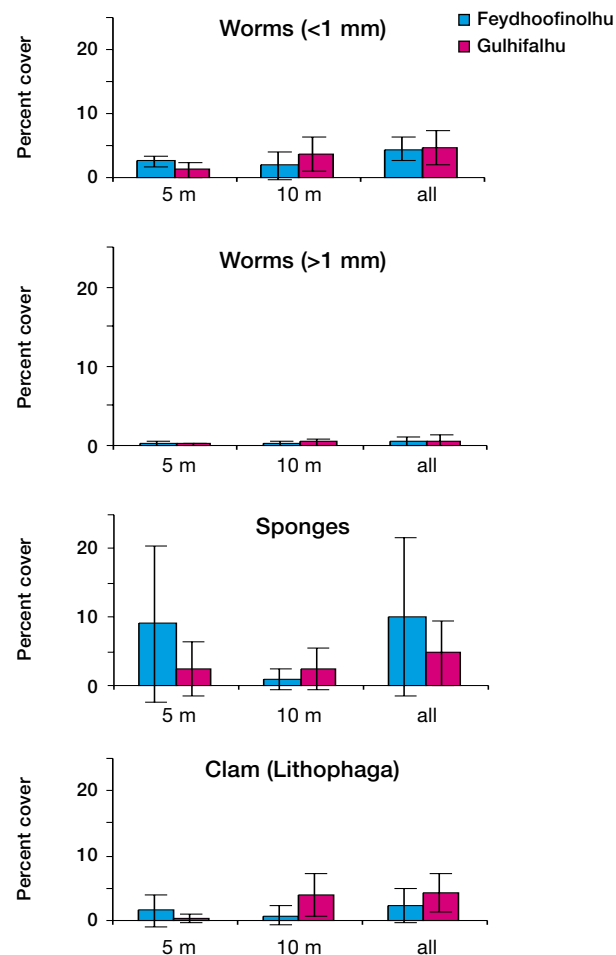 Worms (<1 mm)
Feydhoofinolhu
Gulhifalhu
Percent cover
20
10
0
5 m 10 m all
Worms (>1 mm)
Percent cover
20
10
0
5 m 10 m all
Sponges
Percent cover
20
10
0
5 m 10 m all
Clam (Lithophaga)
Percent cover
20
10
0
5 m 10 m all